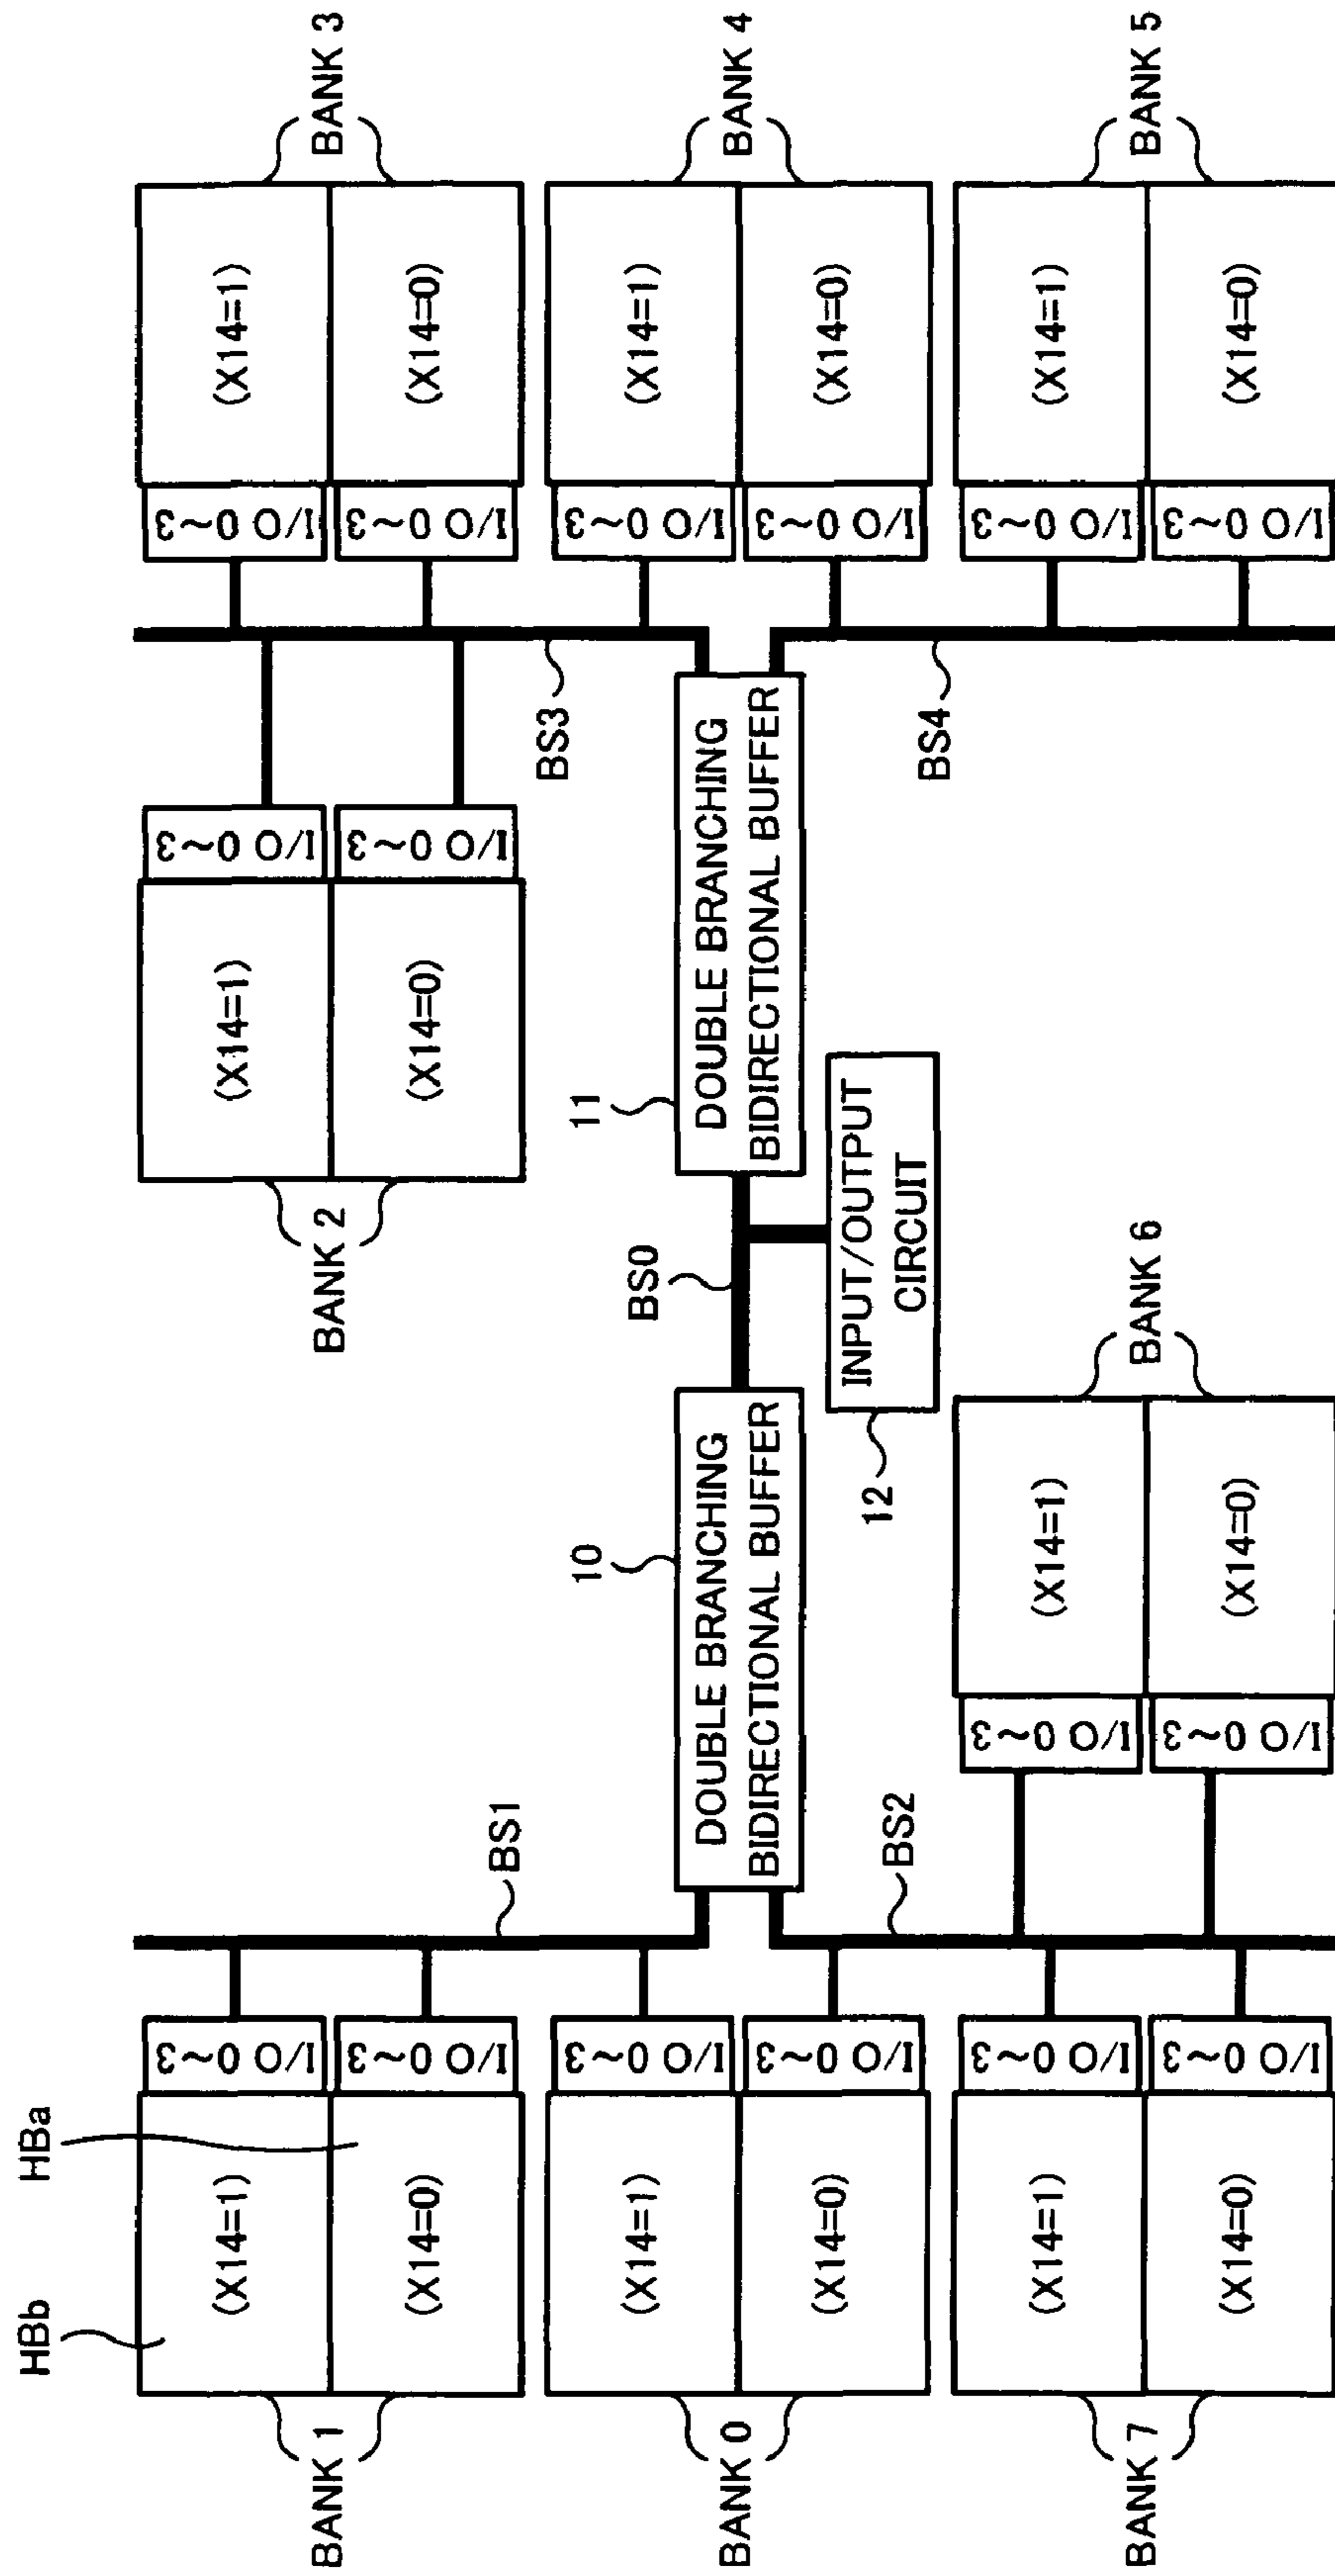 HBb
HBa
BANK 1
(X14=1)
I/O 0~3
(X14=0)
I/O 0~3
BANK 2
(X14=1)
I/O 0~3
(X14=0)
I/O 0~3
BANK 3
I/O 0~3
(X14=1)
I/O 0~3
(X14=0)
BS1
BS3
BANK 0
(X14=1)
I/O 0~3
(X14=0)
I/O 0~3
10
DOUBLE BRANCHING
BIDIRECTIONAL BUFFER
BS0
11
DOUBLE BRANCHING
BIDIRECTIONAL BUFFER
I/O 0~3
(X14=1)
I/O 0~3
(X14=0)
BANK 4
12
INPUT/OUTPUT
CIRCUIT
BS2
BS4
BANK 7
(X14=1)
I/O 0~3
(X14=0)
I/O 0~3
I/O 0~3
(X14=1)
I/O 0~3
(X14=0)
BANK 6
I/O 0~3
(X14=1)
I/O 0~3
(X14=0)
BANK 5